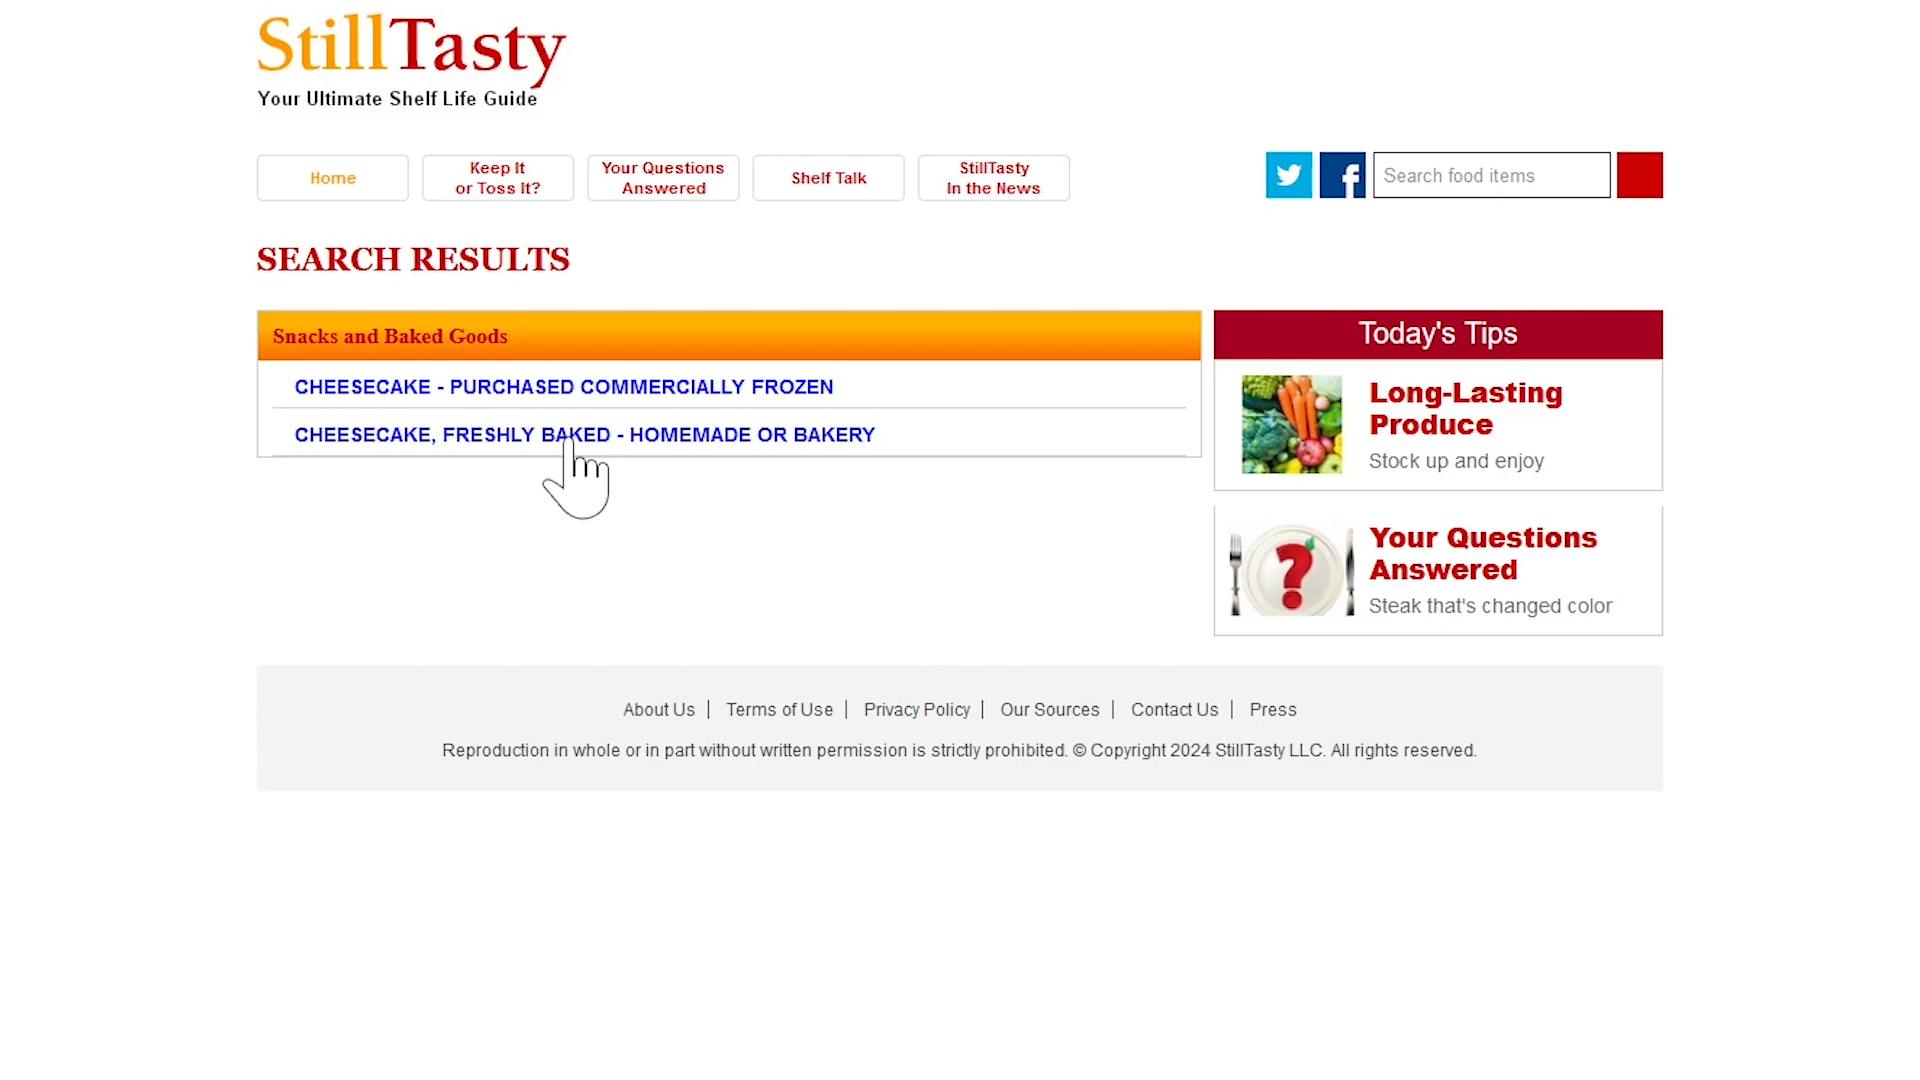 StillTasty
Your Ultimate Shelf Life Guide
Home
Keep It
or Toss It?
Your Questions
Answered
Shelf Talk
StillTasty
In the News
Search food items
SEARCH RESULTS
Snacks and Baked Goods
CHEESECAKE - PURCHASED COMMERCIALLY FROZEN
CHEESECAKE, FRESHLY BAKED - HOMEMADE OR BAKERY
Today's Tips
Long-Lasting
Produce
Stock up and enjoy
Your Questions
Answered
Steak that's changed color
About Us | Terms of Use | Privacy Policy | Our Sources | Contact Us | Press
Reproduction in whole or in part without written permission is strictly prohibited. © Copyright 2024 StillTasty LLC. All rights reserved.